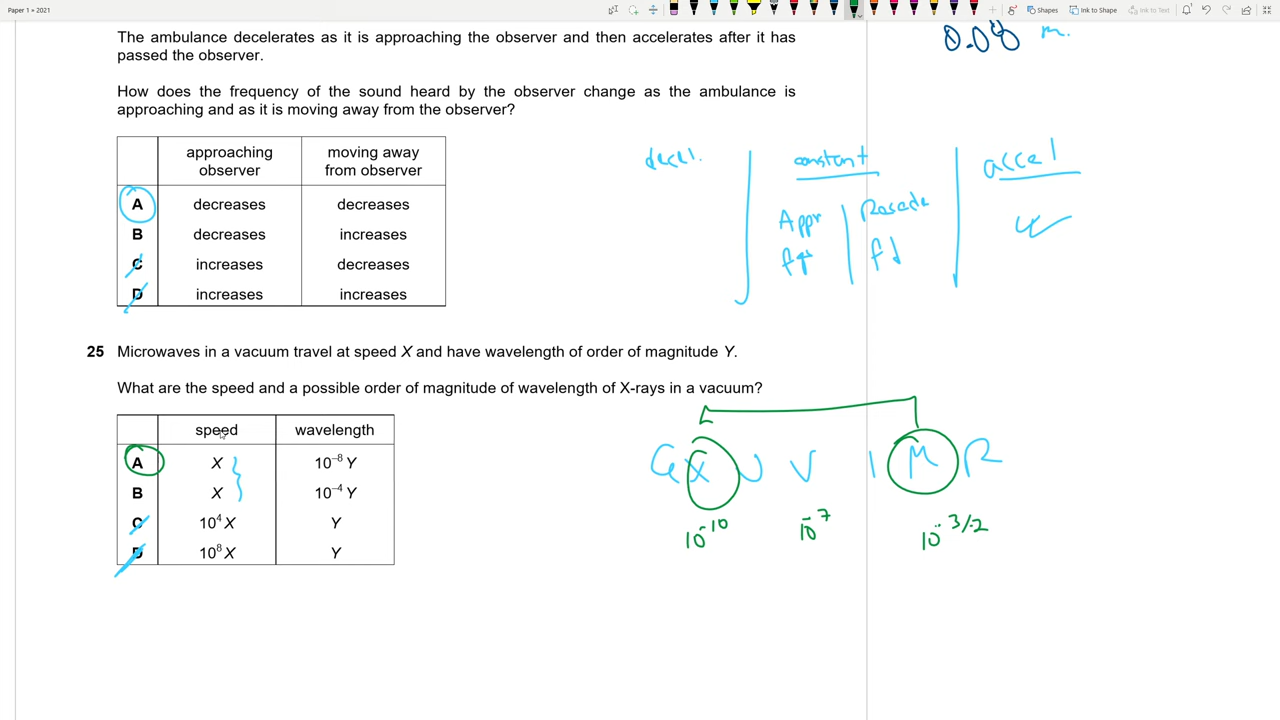 Paper 1 + 2021
Shapes
Ink to Shape
Ink to Text
The ambulance decelerates as it is approaching the observer and then accelerates after it has
passed the observer.
0.08 m.
How does the frequency of the sound heard by the observer change as the ambulance is
approaching and as it is moving away from the observer?
approaching observer | moving away from observer
A decreases decreases
B decreases increases
C increases decreases
D increases increases
decel. constant accel
Appr Recede
f↑ f↓
25 Microwaves in a vacuum travel at speed X and have wavelength of order of magnitude Y.
What are the speed and a possible order of magnitude of wavelength of X-rays in a vacuum?
speed wavelength
A X 10⁻⁸ Y
B X 10⁻⁴ Y
C 10⁴ X Y
D 10⁸ X Y
G X U V I M R
10⁻¹⁰ 10⁻⁷ 10⁻³/⁻²